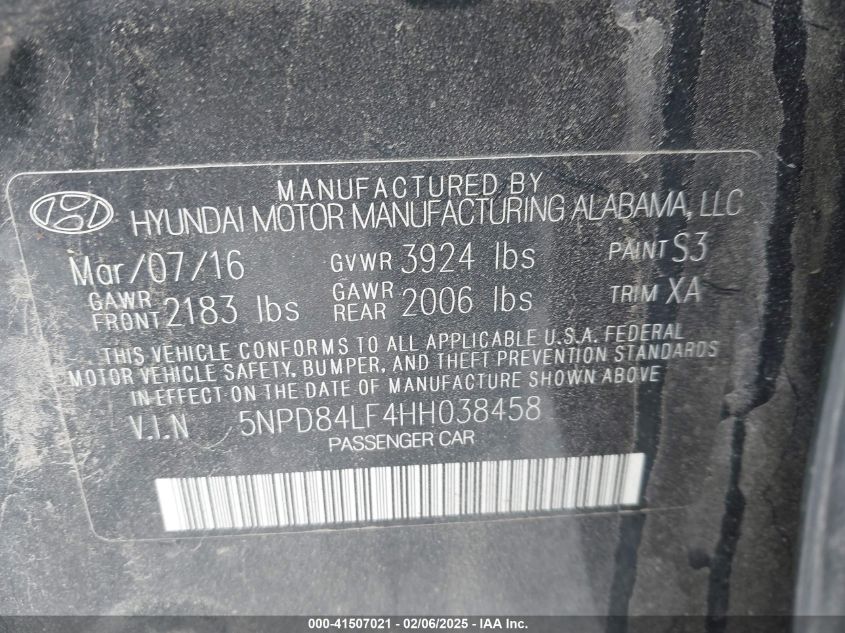 MANUFACTURED BY
HYUNDAI MOTOR MANUFACTURING ALABAMA, LLC
Mar/07/16 GVWR 3924 lbs PAINT S3
GAWR FRONT 2183 lbs GAWR REAR 2006 lbs TRIM XA
THIS VEHICLE CONFORMS TO ALL APPLICABLE U.S.A. FEDERAL
MOTOR VEHICLE SAFETY, BUMPER, AND THEFT PREVENTION STANDARDS
IN EFFECT ON THE DATE OF MANUFACTURE SHOWN ABOVE
V.I.N 5NPD84LF4HH038458
PASSENGER CAR
000-41507021 - 02/06/2025 - IAA Inc.